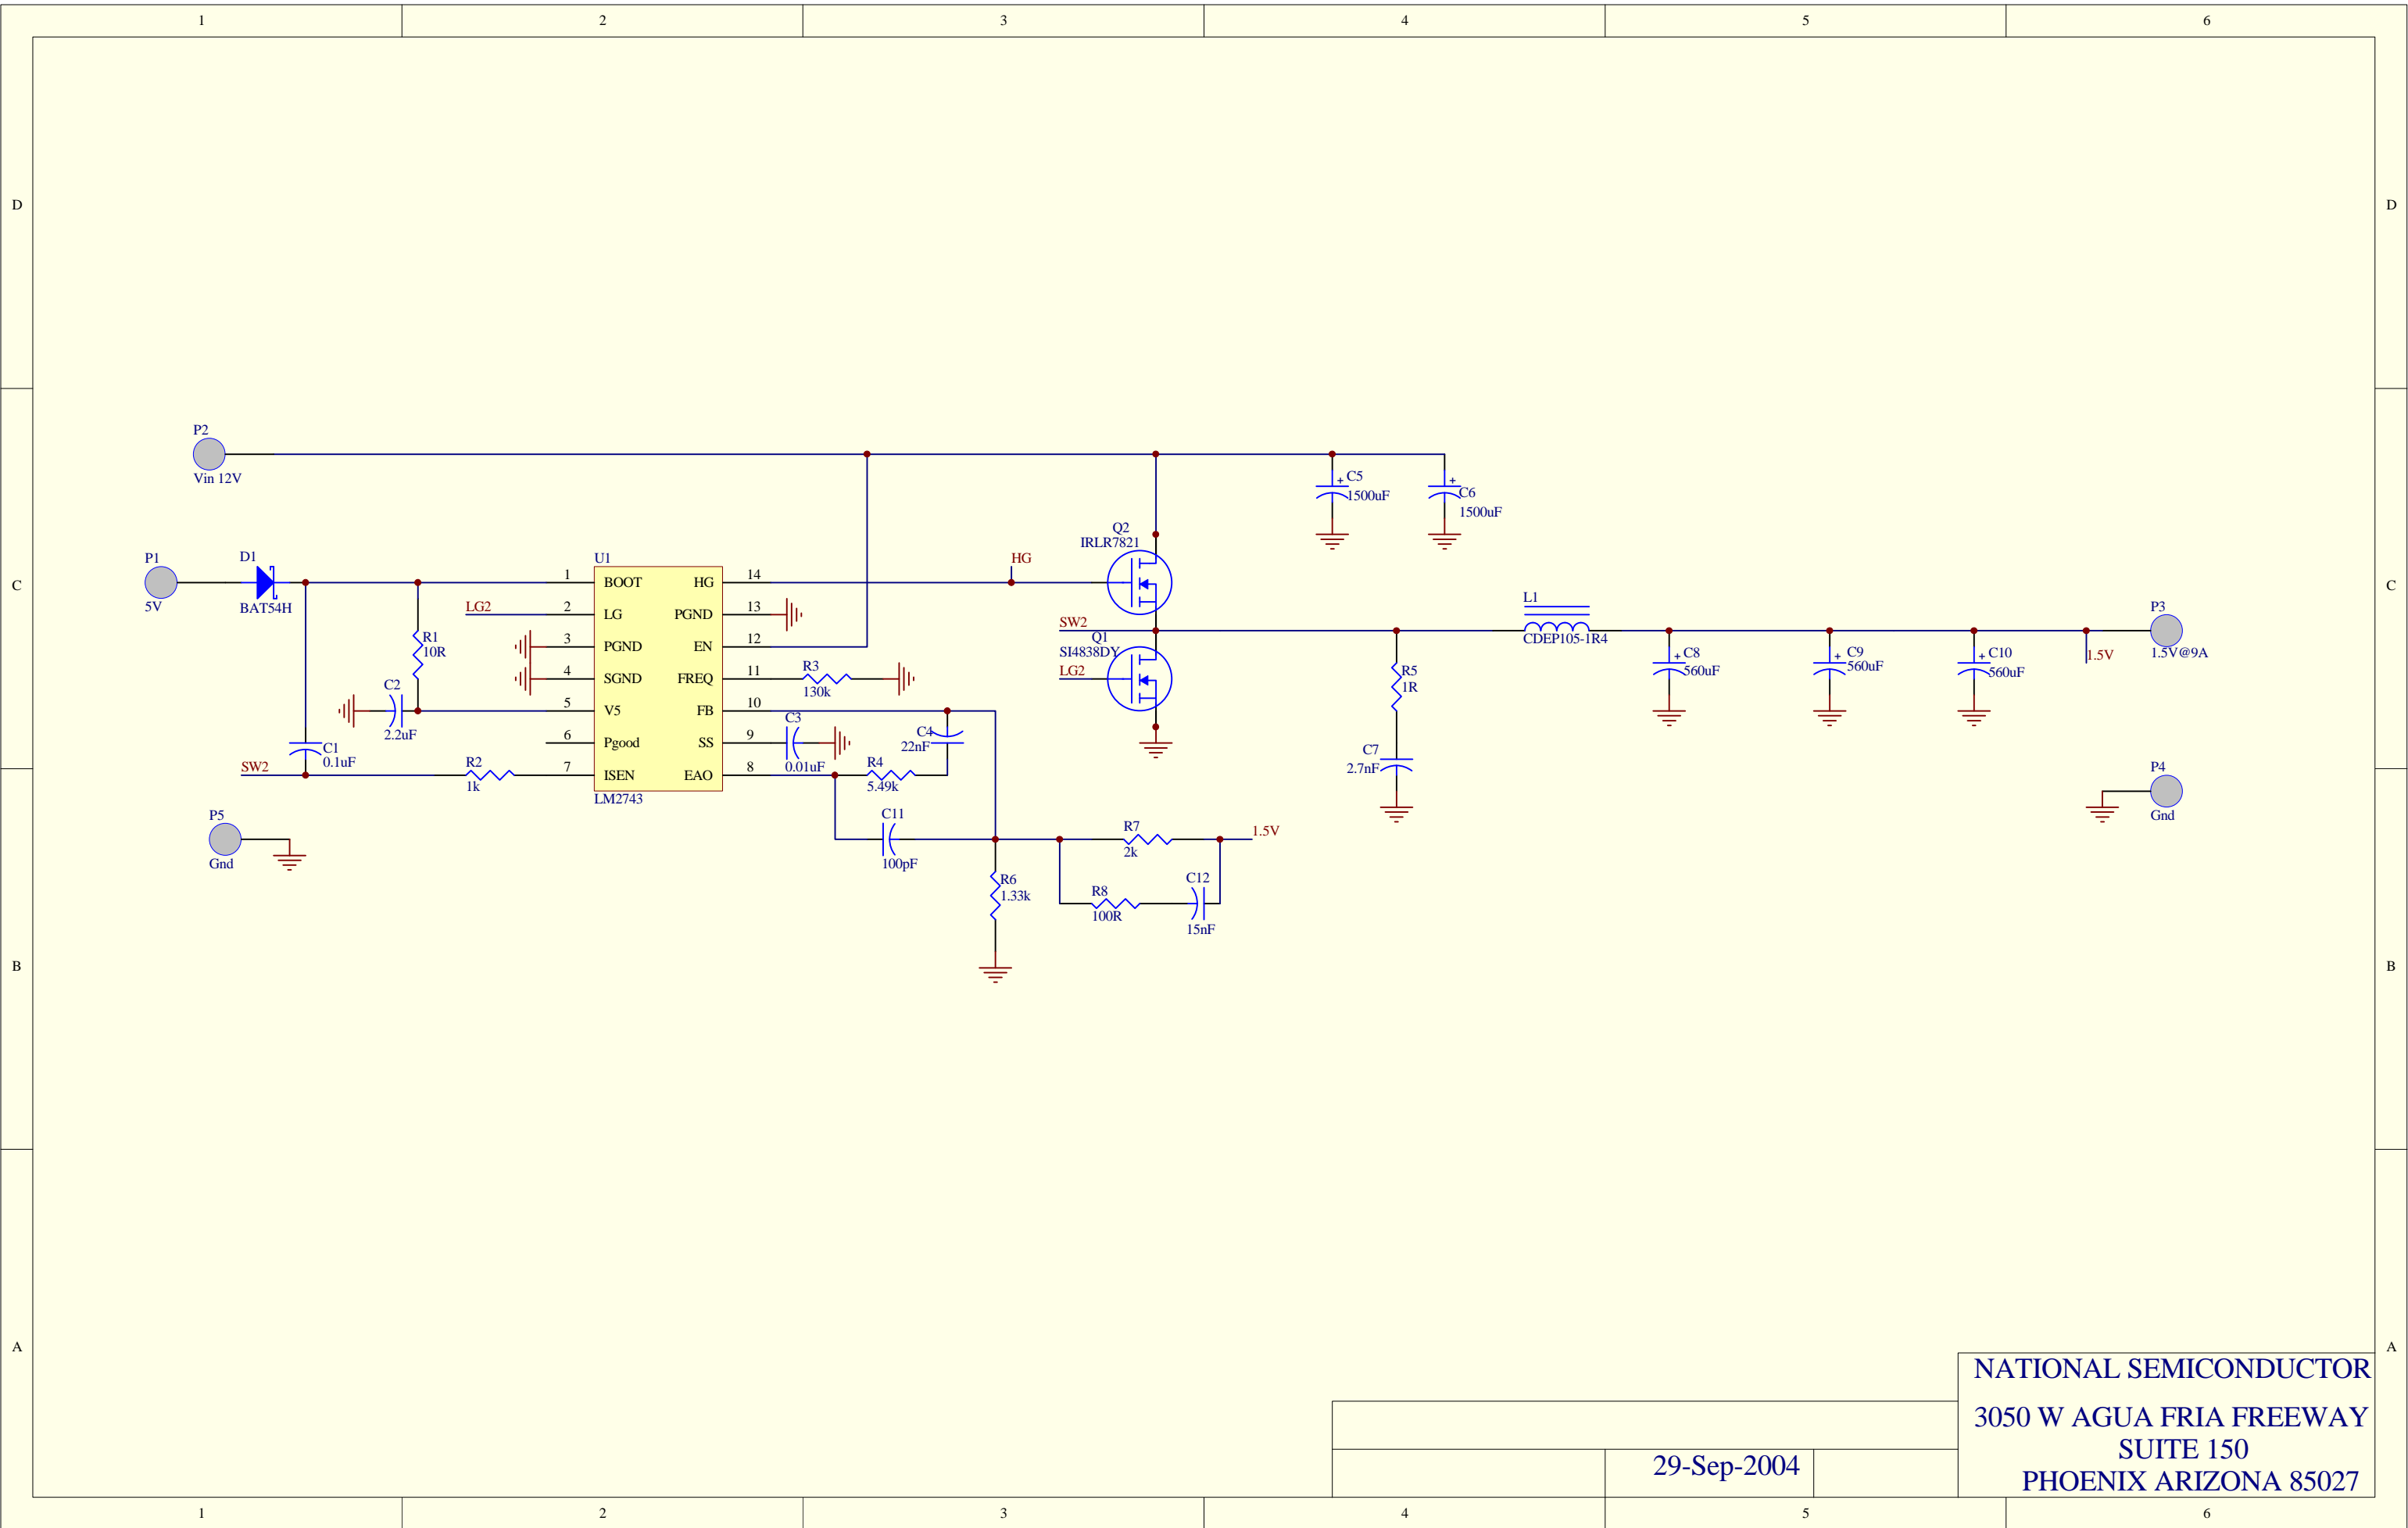 1 2 3 4 5 6
D D
P2
Vin 12V
C5
1500uF
C6
1500uF
Q2
IRLR7821
P1
5V
D1
BAT54H
U1
HG
C C
1 BOOT HG 14
LG2 2 LG PGND 13
3 PGND EN 12
4 SGND FREQ 11
5 V5 FB 10
6 Pgood SS 9
7 ISEN EAO 8
LM2743
R1
10R
C2
2.2uF
C1
0.1uF
SW2
R2
1k
R3
130k
C3
0.01uF
C4
22nF
R4
5.49k
SW2
Q1
SI4838DY
LG2
L1
CDEP105-1R4
R5
1R
C7
2.7nF
C8
560uF
C9
560uF
C10
560uF
1.5V
P3
1.5V@9A
P4
Gnd
P5
Gnd
C11
100pF
R7
2k
1.5V
R6
1.33k
R8
100R
C12
15nF
B B
A A
NATIONAL SEMICONDUCTOR
3050 W AGUA FRIA FREEWAY
SUITE 150
PHOENIX ARIZONA 85027
29-Sep-2004
1 2 3 4 5 6